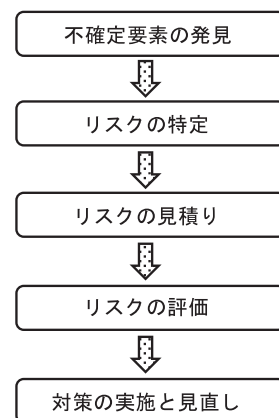 不確定要素の発見
リスクの特定
リスクの見積り
リスクの評価
対策の実施と見直し